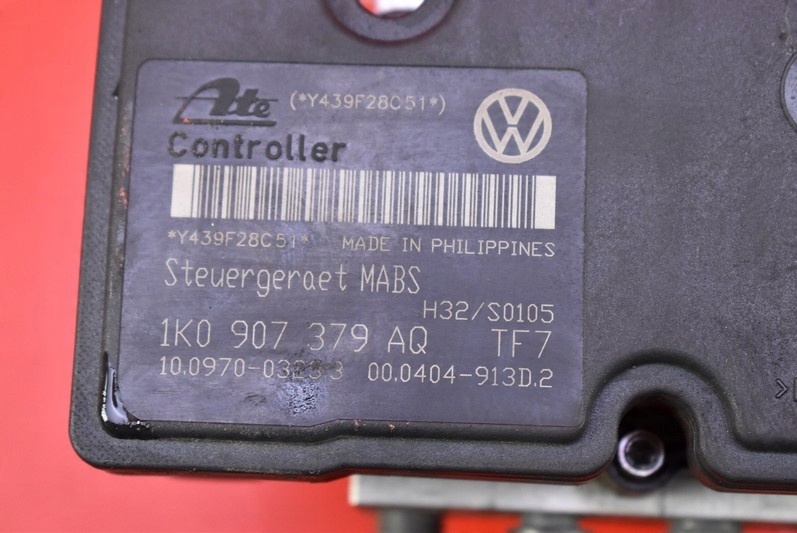 Ate (*Y439F28C51*)
Controller
*Y439F28C51* MADE IN PHILIPPINES
Steuergeraet MABS
H32/S0105
1K0 907 379 AQ TF7
00.0404-913D.2